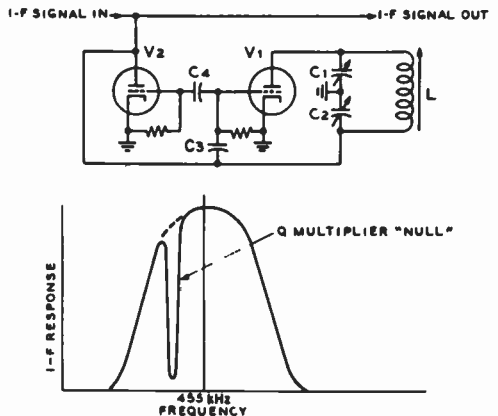 I-F SIGNAL IN
I-F SIGNAL OUT
V2
V1
C4
C1
C2
C3
L
Q MULTIPLIER "NULL"
I-F RESPONSE
455 kHz
FREQUENCY